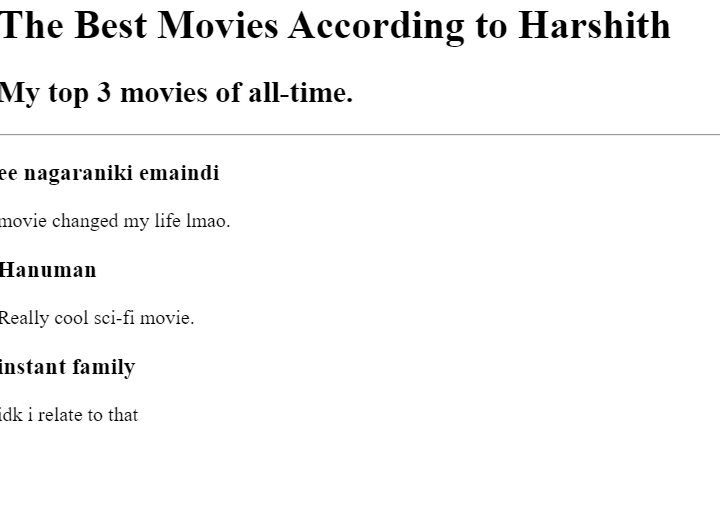 The Best Movies According to Harshith
My top 3 movies of all-time.
ee nagaraniki emaindi
movie changed my life lmao.
Hanuman
Really cool sci-fi movie.
instant family
idk i relate to that